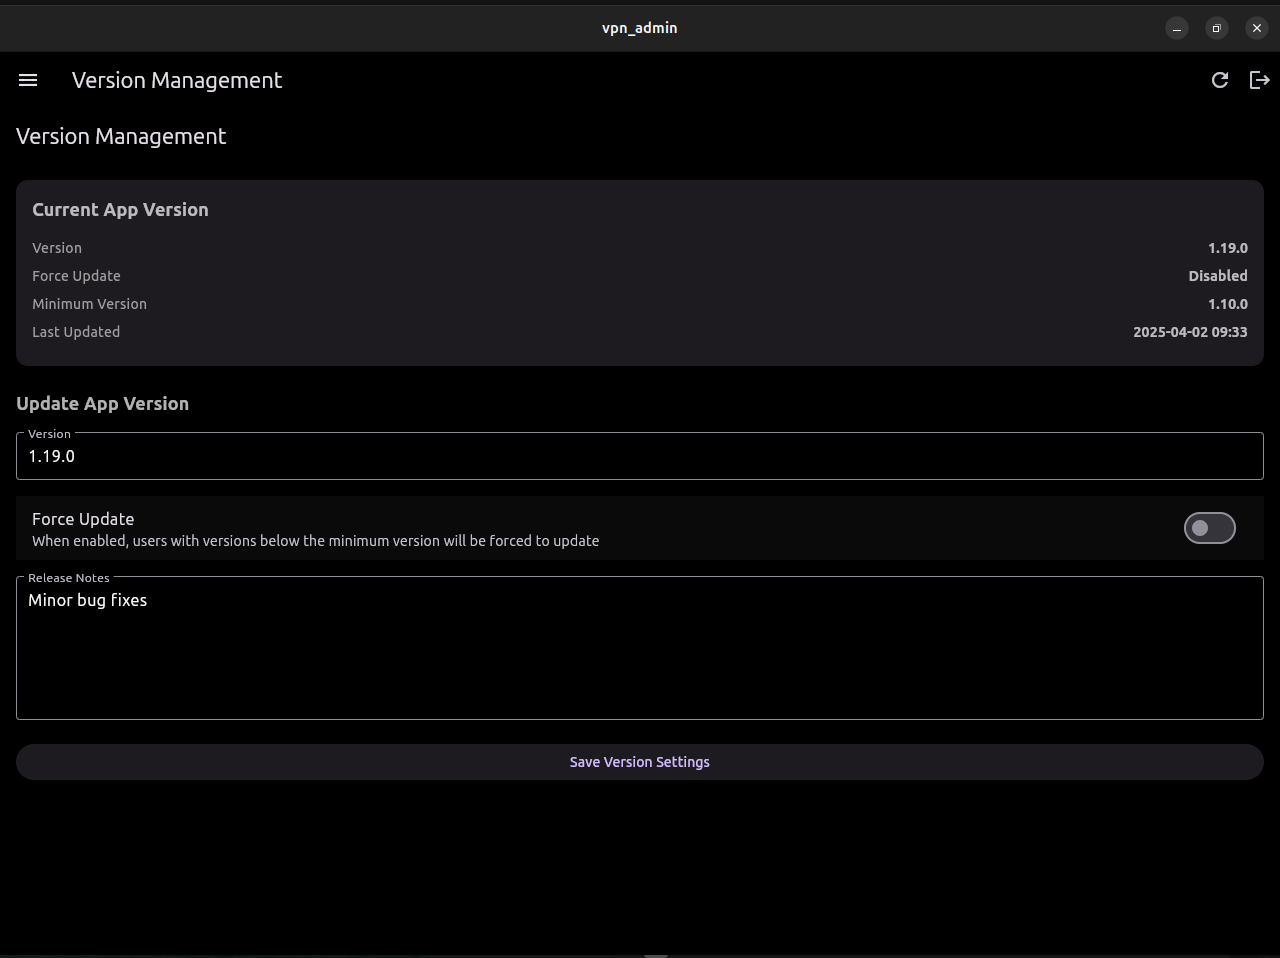 vpn_admin
Version Management
Version Management
Current App Version
Version 1.19.0
Force Update Disabled
Minimum Version 1.10.0
Last Updated 2025-04-02 09:33
Update App Version
Version
1.19.0
Force Update
When enabled, users with versions below the minimum version will be forced to update
Release Notes
Minor bug fixes
Save Version Settings